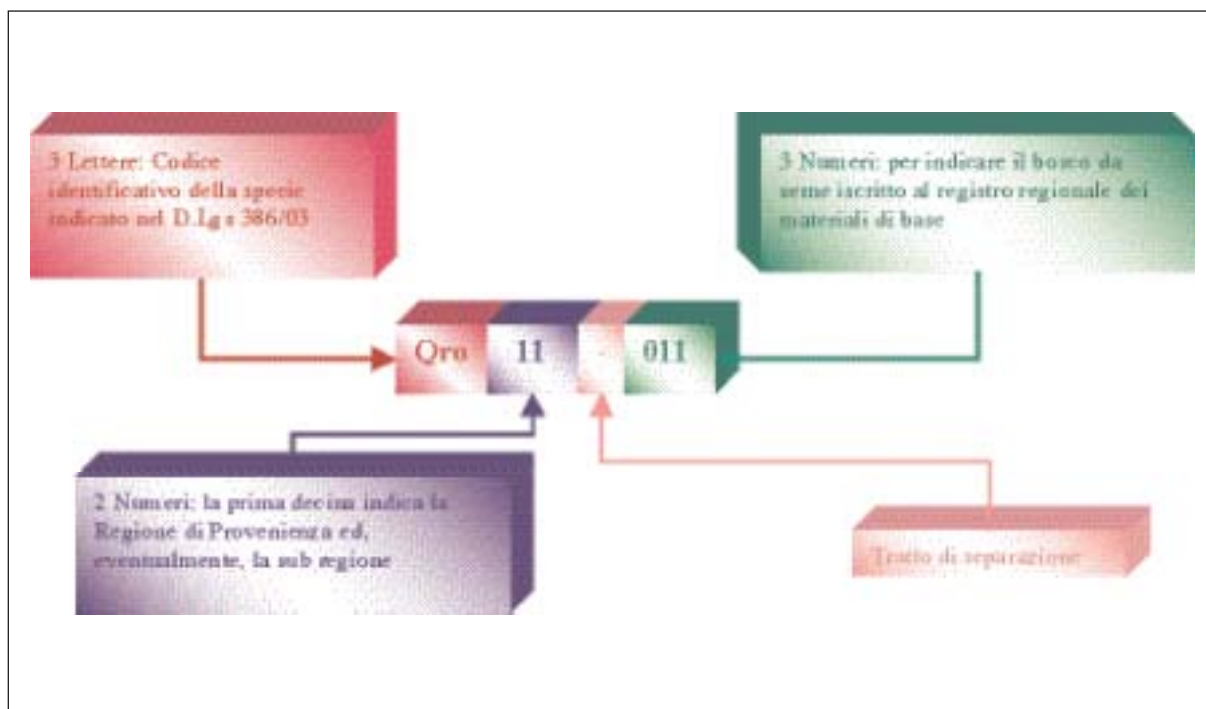 3 Lettere: Codice
identificativo della specie
indicato nel D.Lg s 386/03
3 Numeri: per indicare il bosco da
seme iscritto al registro regionale dei
materiali di base
Qro 11 - 011
2 Numeri: la prima decina indica la
Regione di Provenienza ed,
eventualmente, la sub regione
Tratto di separazione